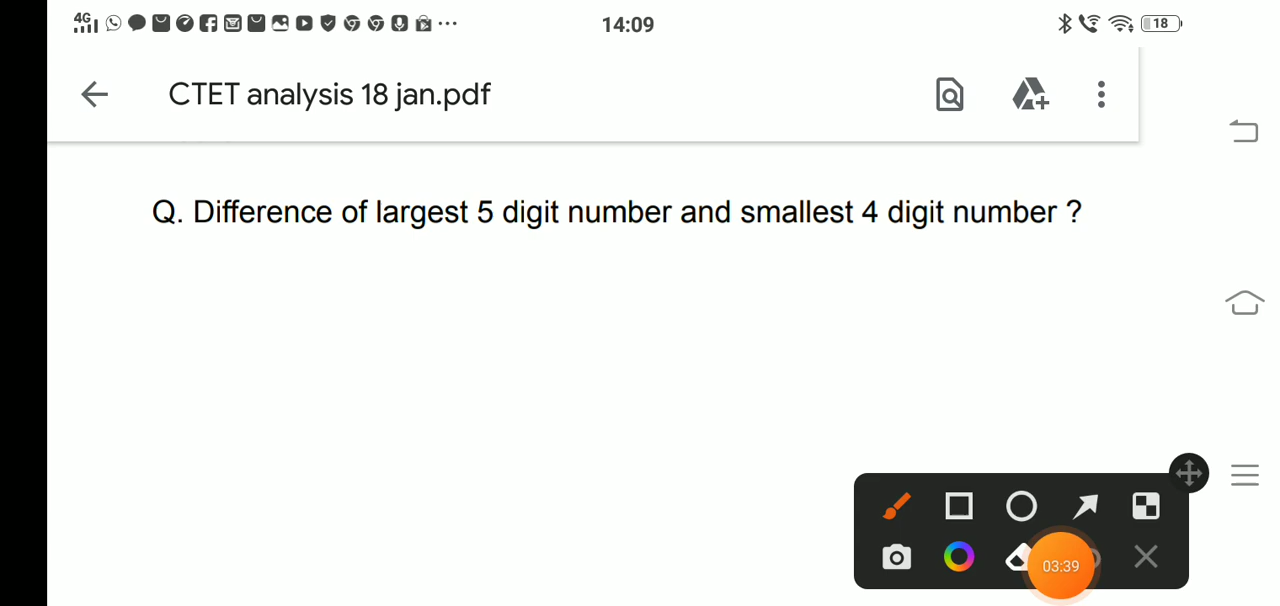 4G 14:09 18
CTET analysis 18 jan.pdf
Q. Difference of largest 5 digit number and smallest 4 digit number ?
03:39